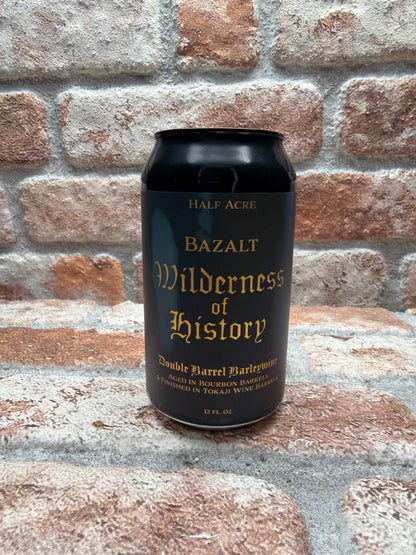 Half Acre
Bazalt
Wilderness
of
History
Double Barrel Barleywine
Aged in Bourbon Barrels
& Finished in Tokaji Wine Barrels
12 FL OZ